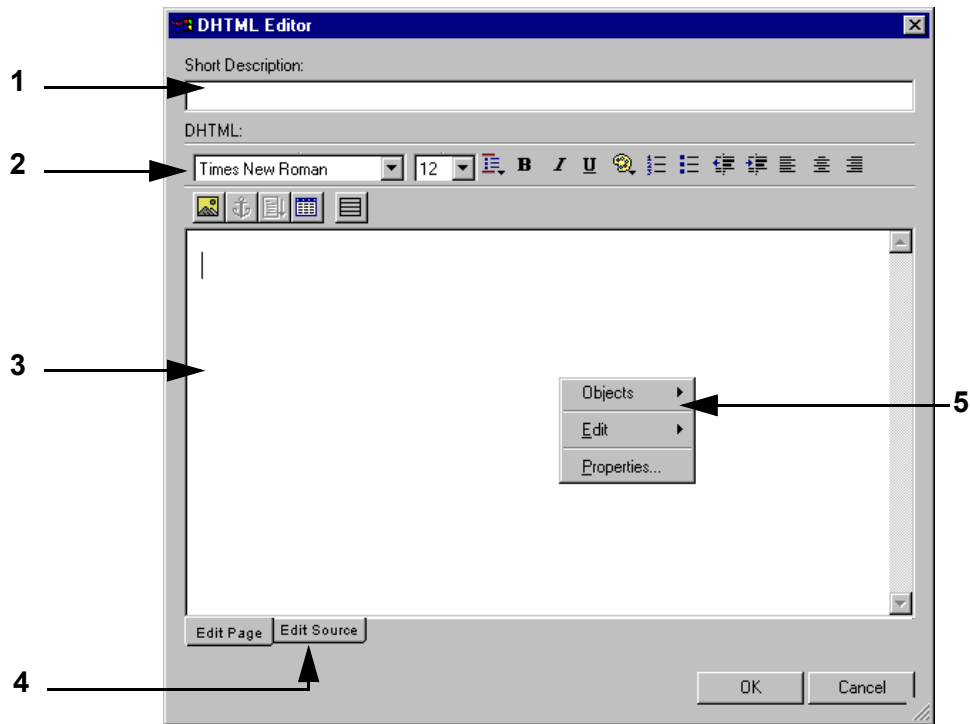 DHTML Editor
Short Description:
1
DHTML:
2
Times New Roman 12 B I U
3
Objects
5
Edit
Properties...
Edit Page Edit Source
4
OK Cancel